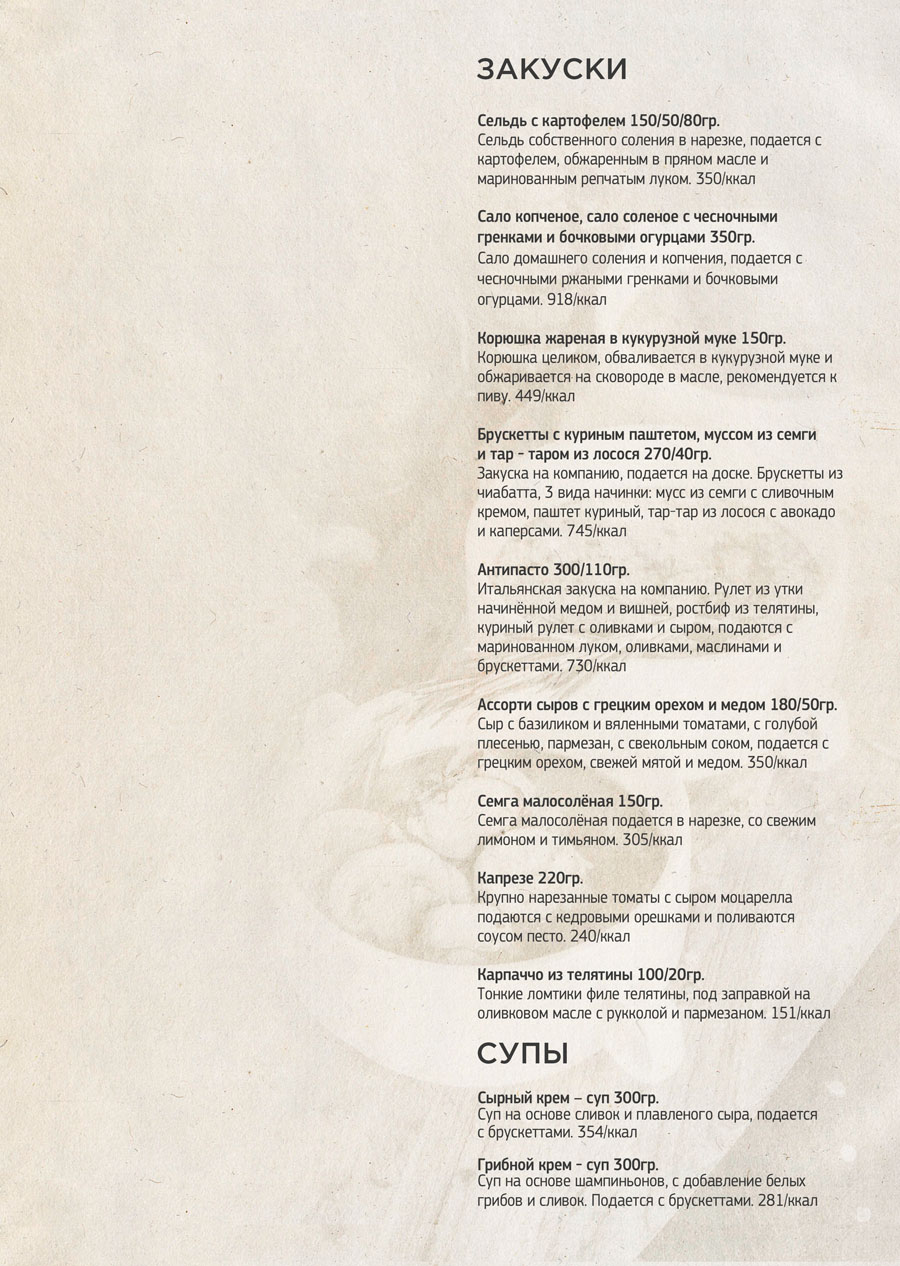 ЗАКУСКИ
Сельдь с картофелем 150/50/80гр.
Сельдь собственного соления в нарезке, подается с
картофелем, обжаренным в пряном масле и
маринованным репчатым луком. 350/ккал
Сало копченое, сало соленое с чесночными
гренками и бочковыми огурцами 350гр.
Сало домашнего соления и копчения, подается с
чесночными ржаными гренками и бочковыми
огурцами. 918/ккал
Корюшка жареная в кукурузной муке 150гр.
Корюшка целиком, обваливается в кукурузной муке и
обжаривается на сковороде в масле, рекомендуется к
пиву. 449/ккал
Брускетты с куриным паштетом, муссом из семги
и тар - таром из лосося 270/40гр.
Закуска на компанию, подается на доске. Брускетты из
чиабатта, 3 вида начинки: мусс из семги с сливочным
кремом, паштет куриный, тар-тар из лосося с авокадо
и каперсами. 745/ккал
Антипасто 300/110гр.
Итальянская закуска на компанию. Рулет из утки
начинённой медом и вишней, ростбиф из телятины,
куриный рулет с оливками и сыром, подаются с
маринованном луком, оливками, маслинами и
брускеттами. 730/ккал
Ассорти сыров с грецким орехом и медом 180/50гр.
Сыр с базиликом и вяленными томатами, с голубой
плесенью, пармезан, с свекольным соком, подается с
грецким орехом, свежей мятой и медом. 350/ккал
Семга малосолёная 150гр.
Семга малосолёная подается в нарезке, со свежим
лимоном и тимьяном. 305/ккал
Капрезе 220гр.
Крупно нарезанные томаты с сыром моцарелла
подаются с кедровыми орешками и поливаются
соусом песто. 240/ккал
Карпаччо из телятины 100/20гр.
Тонкие ломтики филе телятины, под заправкой на
оливковом масле с рукколой и пармезаном. 151/ккал
СУПЫ
Сырный крем – суп 300гр.
Суп на основе сливок и плавленого сыра, подается
с брускеттами. 354/ккал
Грибной крем - суп 300гр.
Суп на основе шампиньонов, с добавление белых
грибов и сливок. Подается с брускеттами. 281/ккал